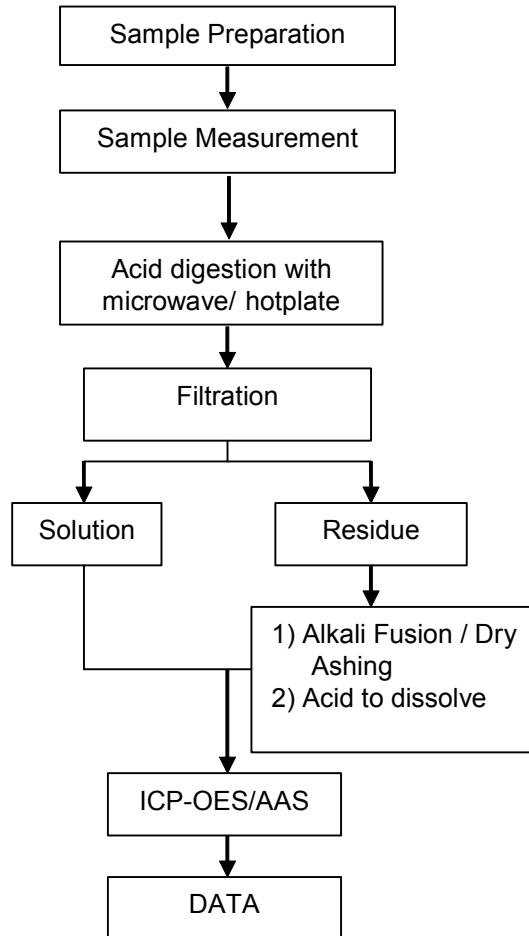 Sample Preparation
Sample Measurement
Acid digestion with
microwave/ hotplate
Filtration
Solution
Residue
1) Alkali Fusion / Dry
Ashing
2) Acid to dissolve
ICP-OES/AAS
DATA